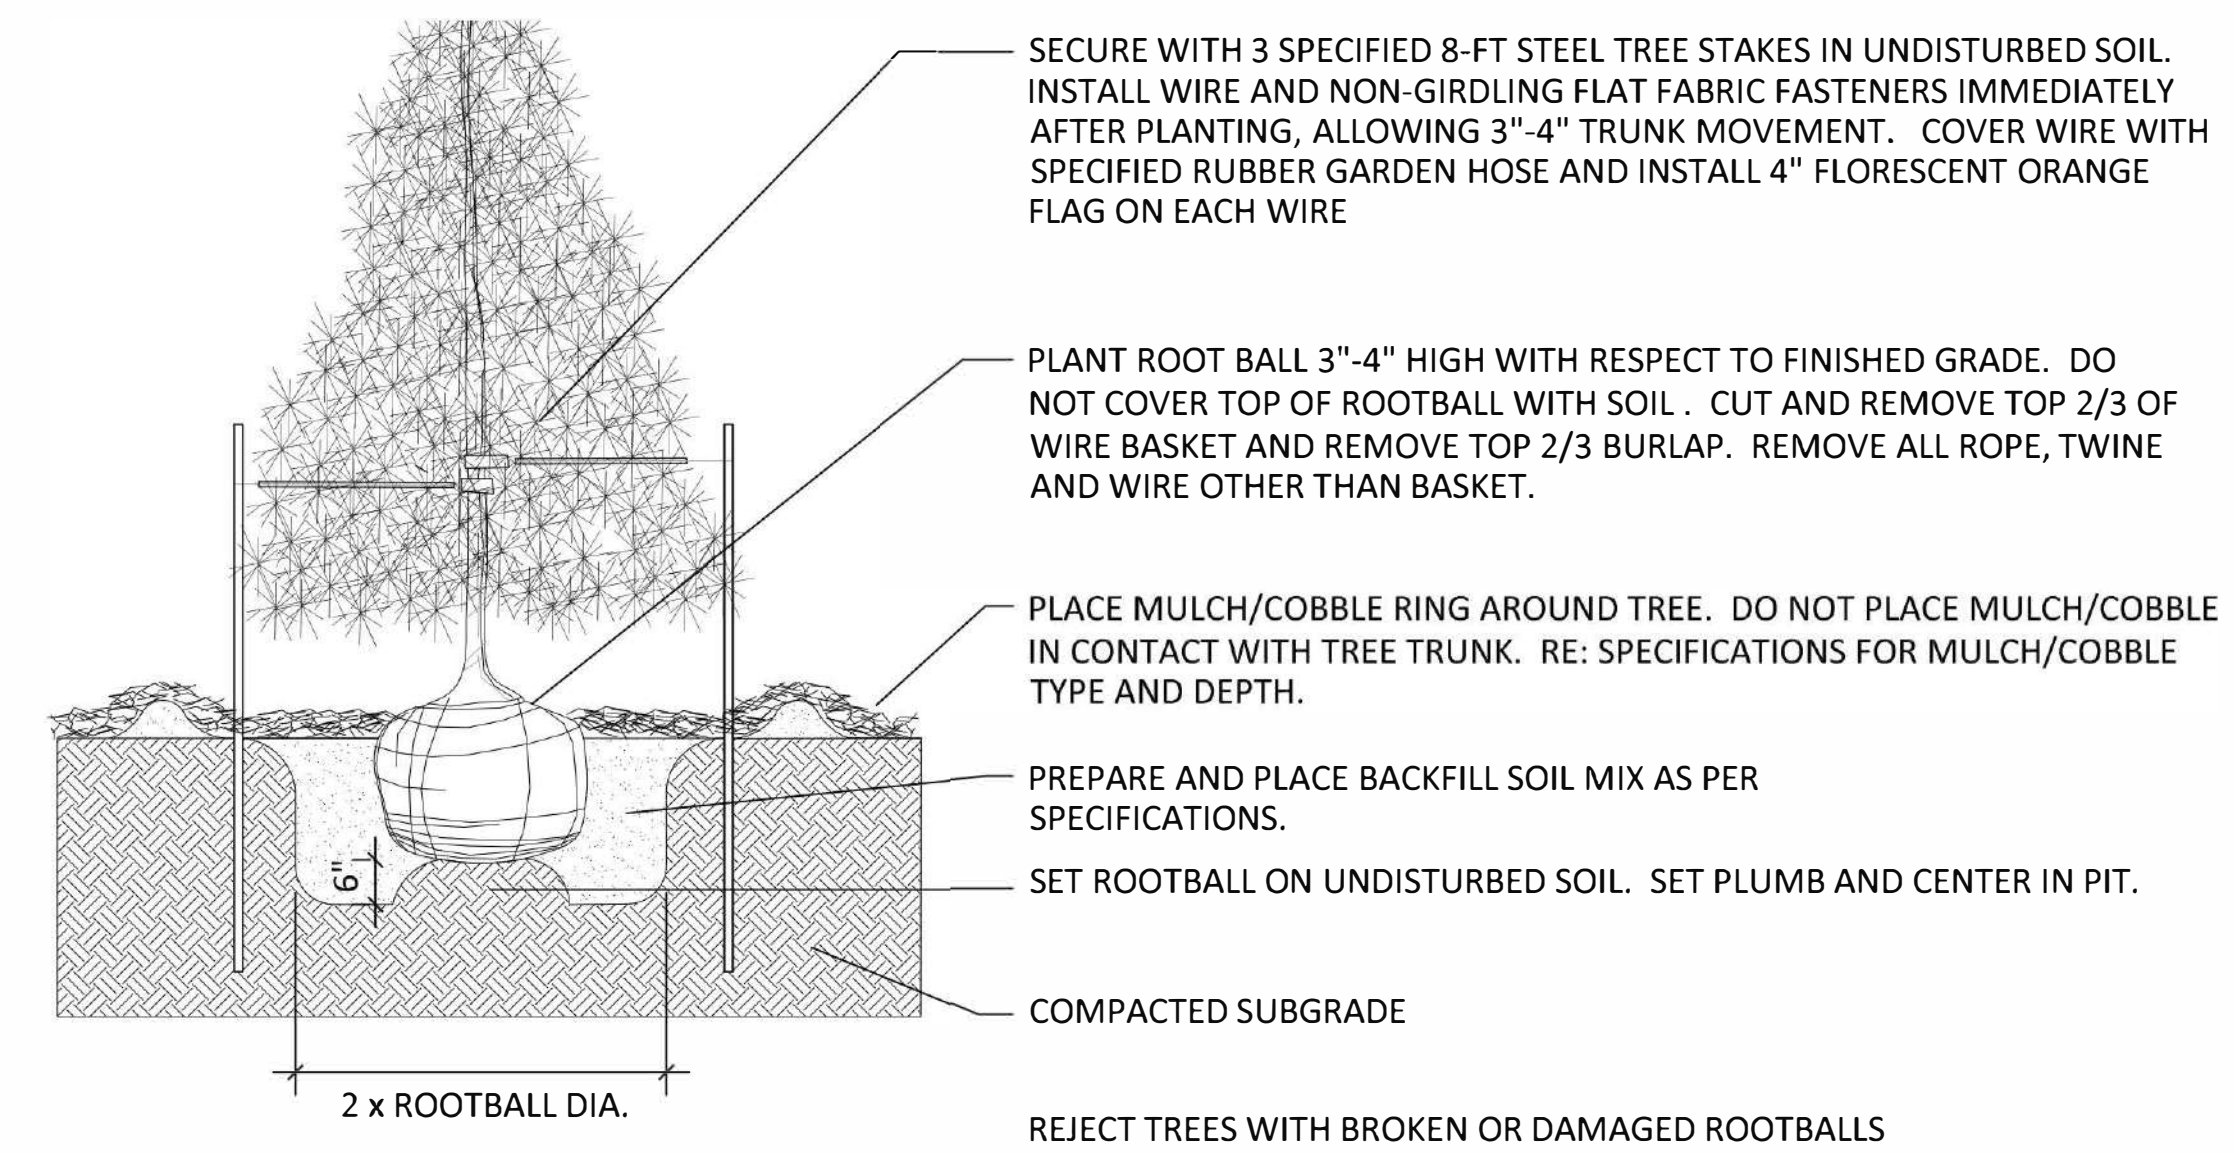 SECURE WITH 3 SPECIFIED 8-FT STEEL TREE STAKES IN UNDISTURBED SOIL.
INSTALL WIRE AND NON-GIRDLING FLAT FABRIC FASTENERS IMMEDIATELY
AFTER PLANTING, ALLOWING 3"-4" TRUNK MOVEMENT. COVER WIRE WITH
SPECIFIED RUBBER GARDEN HOSE AND INSTALL 4" FLORESCENT ORANGE
FLAG ON EACH WIRE
PLANT ROOT BALL 3"-4" HIGH WITH RESPECT TO FINISHED GRADE. DO
NOT COVER TOP OF ROOTBALL WITH SOIL . CUT AND REMOVE TOP 2/3 OF
WIRE BASKET AND REMOVE TOP 2/3 BURLAP. REMOVE ALL ROPE, TWINE
AND WIRE OTHER THAN BASKET.
PLACE MULCH/COBBLE RING AROUND TREE. DO NOT PLACE MULCH/COBBLE
IN CONTACT WITH TREE TRUNK. RE: SPECIFICATIONS FOR MULCH/COBBLE
TYPE AND DEPTH.
PREPARE AND PLACE BACKFILL SOIL MIX AS PER
SPECIFICATIONS.
6"
SET ROOTBALL ON UNDISTURBED SOIL. SET PLUMB AND CENTER IN PIT.
COMPACTED SUBGRADE
2 x ROOTBALL DIA.
REJECT TREES WITH BROKEN OR DAMAGED ROOTBALLS